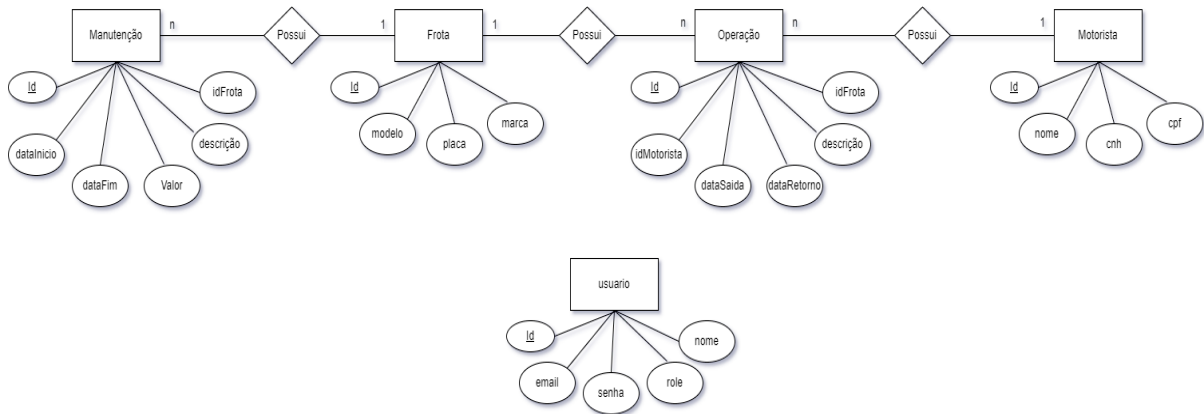 n
1
1
n
n
1
Manutenção
Possui
Frota
Possui
Operação
Possui
Motorista
Id
idFrota
dataInicio
descrição
dataFim
Valor
Id
marca
modelo
placa
Id
idFrota
idMotorista
descrição
dataSaida
dataRetorno
Id
cpf
nome
cnh
usuario
Id
nome
email
senha
role